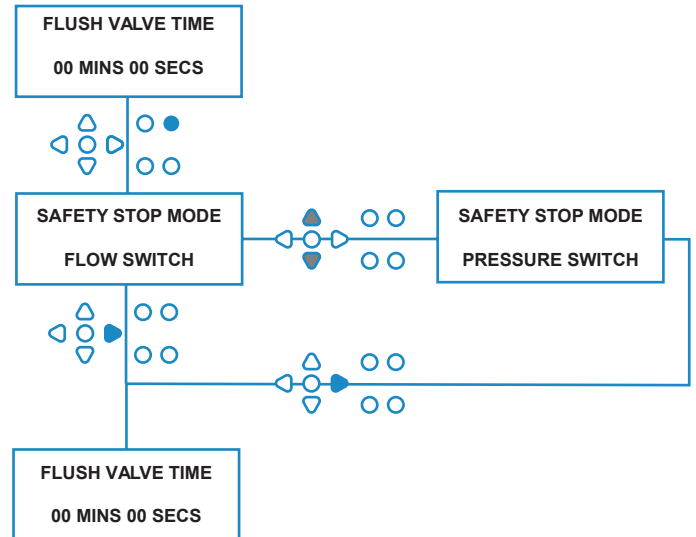 FLUSH VALVE TIME
00 MINS 00 SECS
SAFETY STOP MODE
FLOW SWITCH
SAFETY STOP MODE
PRESSURE SWITCH
FLUSH VALVE TIME
00 MINS 00 SECS